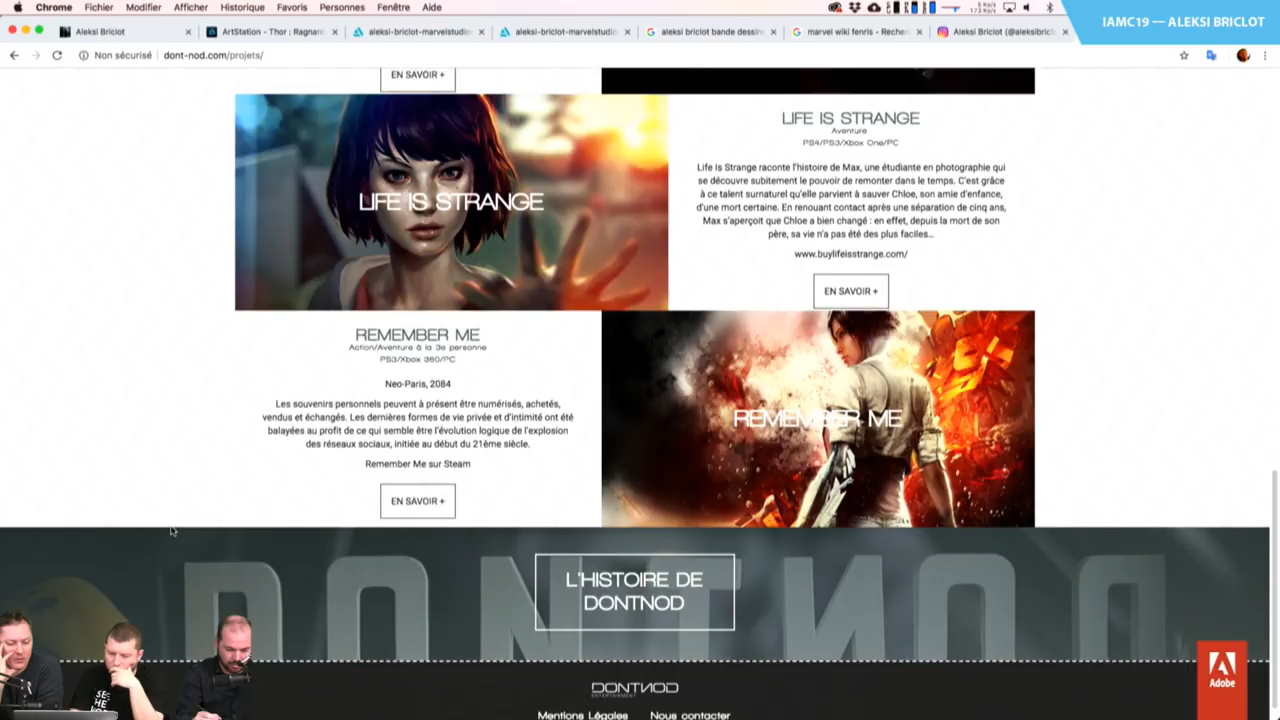 Chrome Fichier Modifier Afficher Historique Favoris Personnes Fenêtre Aide
IAMC19 — ALEKSI BRICLOT
Aleksi Briclot
ArtStation - Thor : Ragnaro
aleksi-briclot-marvelstudio
aleksi-briclot-marvelstudio
aleksi briclot bande dessin
marvel wiki fenris - Recher
Aleksi Briclot (@aleksibric
Non sécurisé dont-nod.com/projets/
EN SAVOIR +
LIFE IS STRANGE
LIFE IS STRANGE
Aventure
PS4/PS3/Xbox One/PC
Life Is Strange raconte l'histoire de Max, une étudiante en photographie qui
se découvre subitement le pouvoir de remonter dans le temps. C'est grâce
à ce talent surnaturel qu'elle parvient à sauver Chloe, son amie d'enfance,
d'une mort certaine. En renouant contact après une séparation de cinq ans,
Max s'aperçoit que Chloe a bien changé : en effet, depuis la mort de son
père, sa vie n'a pas été des plus faciles...
www.buylifeisstrange.com/
EN SAVOIR +
REMEMBER ME
Action/Aventure à la 3e personne
PS3/Xbox 360/PC
Neo-Paris, 2084
Les souvenirs personnels peuvent à présent être numérisés, achetés,
vendus et échangés. Les dernières formes de vie privée et d'intimité ont été
balayées au profit de ce qui semble être l'évolution logique de l'explosion
des réseaux sociaux, initiée au début du 21ème siècle.
Remember Me sur Steam
EN SAVOIR +
REMEMBER ME
DONTNOD
L'HISTOIRE DE
DONTNOD
DONTNOD
ENTERTAINMENT
Mentions Légales Nous contacter
Adobe